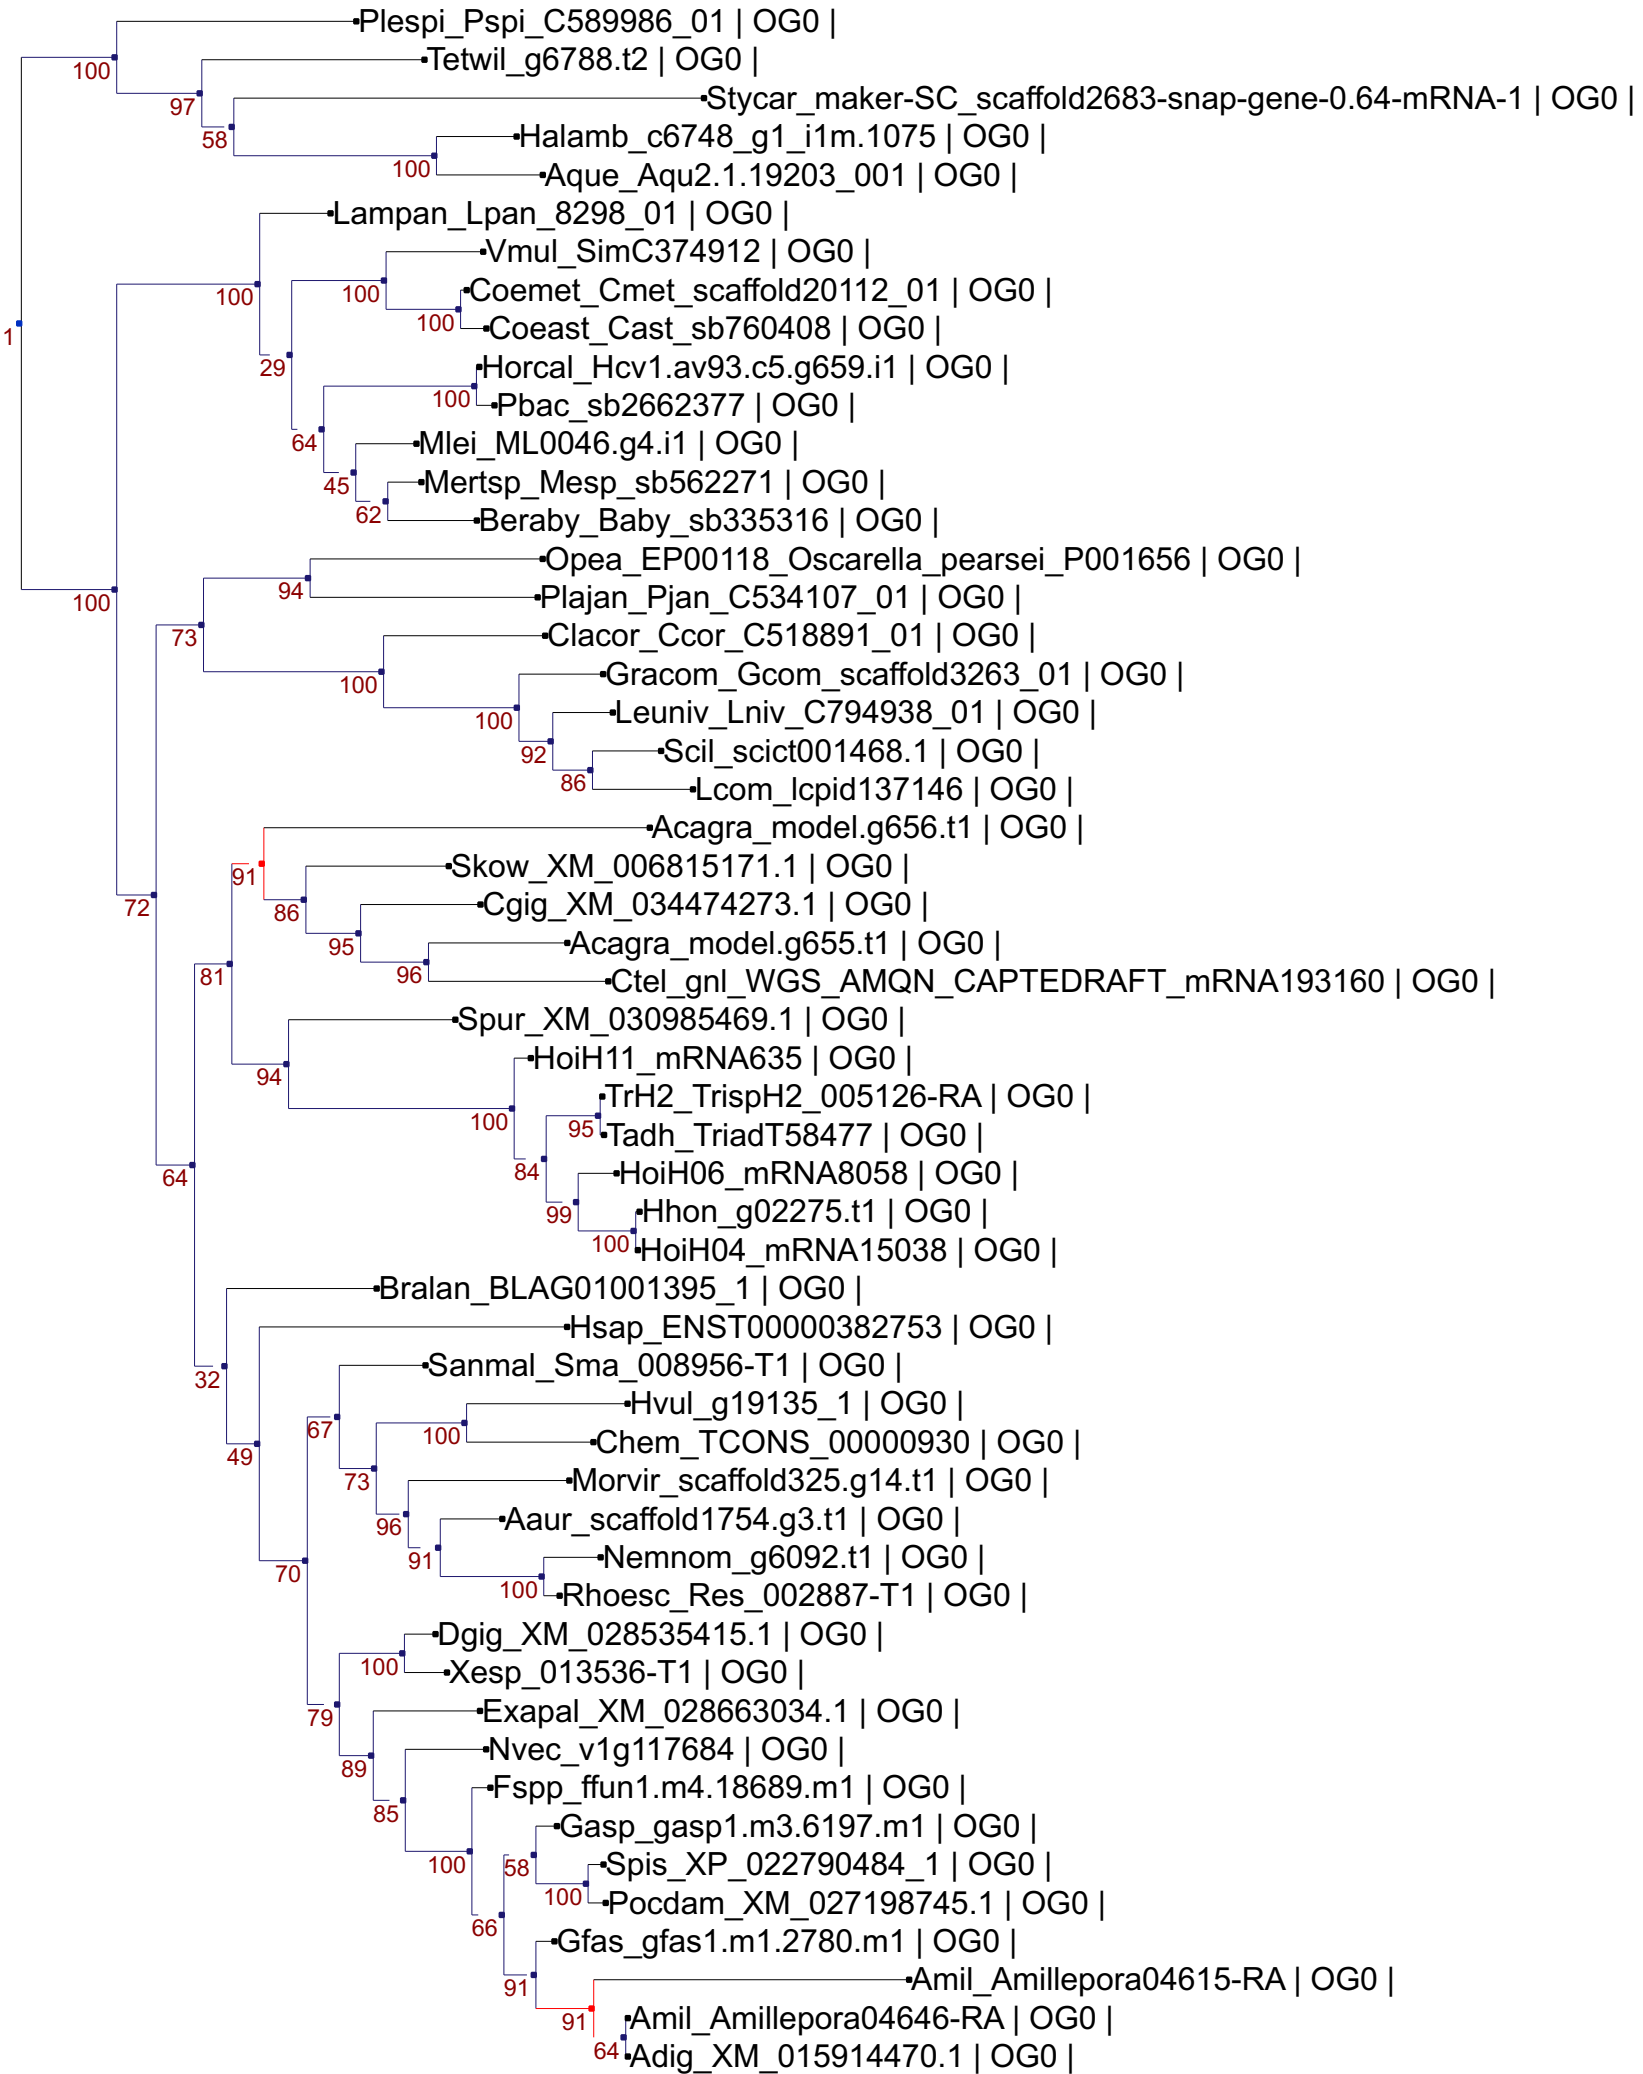 Plespi_Pspi_C589986_01 | OG0 |
Tetwil_g6788.t2 | OG0 |
100
97
Stycar_maker-SC_scaffold2683-snap-gene-0.64-mRNA-1 | OG0 |
58
Halamb_c6748_g1_i1m.1075 | OG0 |
100
Aque_Aqu2.1.19203_001 | OG0 |
Lampan_Lpan_8298_01 | OG0 |
Vmul_SimC374912 | OG0 |
100
100
Coemet_Cmet_scaffold20112_01 | OG0 |
100
Coeast_Cast_sb760408 | OG0 |
1
29
Horcal_Hcv1.av93.c5.g659.i1 | OG0 |
100
Pbac_sb2662377 | OG0 |
64
Mlei_ML0046.g4.i1 | OG0 |
45
Mertsp_Mesp_sb562271 | OG0 |
62
Beraby_Baby_sb335316 | OG0 |
Opea_EP00118_Oscarella_pearsei_P001656 | OG0 |
94
100
Plajan_Pjan_C534107_01 | OG0 |
73
Clacor_Ccor_C518891_01 | OG0 |
100
Gracom_Gcom_scaffold3263_01 | OG0 |
100
Leuniv_Lniv_C794938_01 | OG0 |
92
Scil_scict001468.1 | OG0 |
86
Lcom_lcpid137146 | OG0 |
Acagra_model.g656.t1 | OG0 |
91
Skow_XM_006815171.1 | OG0 |
72
86
Cgig_XM_034474273.1 | OG0 |
95
Acagra_model.g655.t1 | OG0 |
81
96
Ctel_gnl_WGS_AMQN_CAPTEDRAFT_mRNA193160 | OG0 |
Spur_XM_030985469.1 | OG0 |
94
HoiH11_mRNA635 | OG0 |
TrH2_TrispH2_005126-RA | OG0 |
100
95
Tadh_TriadT58477 | OG0 |
84
64
HoiH06_mRNA8058 | OG0 |
99
Hhon_g02275.t1 | OG0 |
100
HoiH04_mRNA15038 | OG0 |
Bralan_BLAG01001395_1 | OG0 |
Hsap_ENST00000382753 | OG0 |
32
Sanmal_Sma_008956-T1 | OG0 |
Hvul_g19135_1 | OG0 |
67
100
Chem_TCONS_00000930 | OG0 |
49
73
Morvir_scaffold325.g14.t1 | OG0 |
96
Aaur_scaffold1754.g3.t1 | OG0 |
91
Nemnom_g6092.t1 | OG0 |
70
100
Rhoesc_Res_002887-T1 | OG0 |
Dgig_XM_028535415.1 | OG0 |
100
Xesp_013536-T1 | OG0 |
79
Exapal_XM_028663034.1 | OG0 |
89
Nvec_v1g117684 | OG0 |
Fspp_ffun1.m4.18689.m1 | OG0 |
85
Gasp_gasp1.m3.6197.m1 | OG0 |
100
58
Spis_XP_022790484_1 | OG0 |
100
Pocdam_XM_027198745.1 | OG0 |
66
Gfas_gfas1.m1.2780.m1 | OG0 |
91
Amil_Amillepora04615-RA | OG0 |
91
Amil_Amillepora04646-RA | OG0 |
64
Adig_XM_015914470.1 | OG0 |